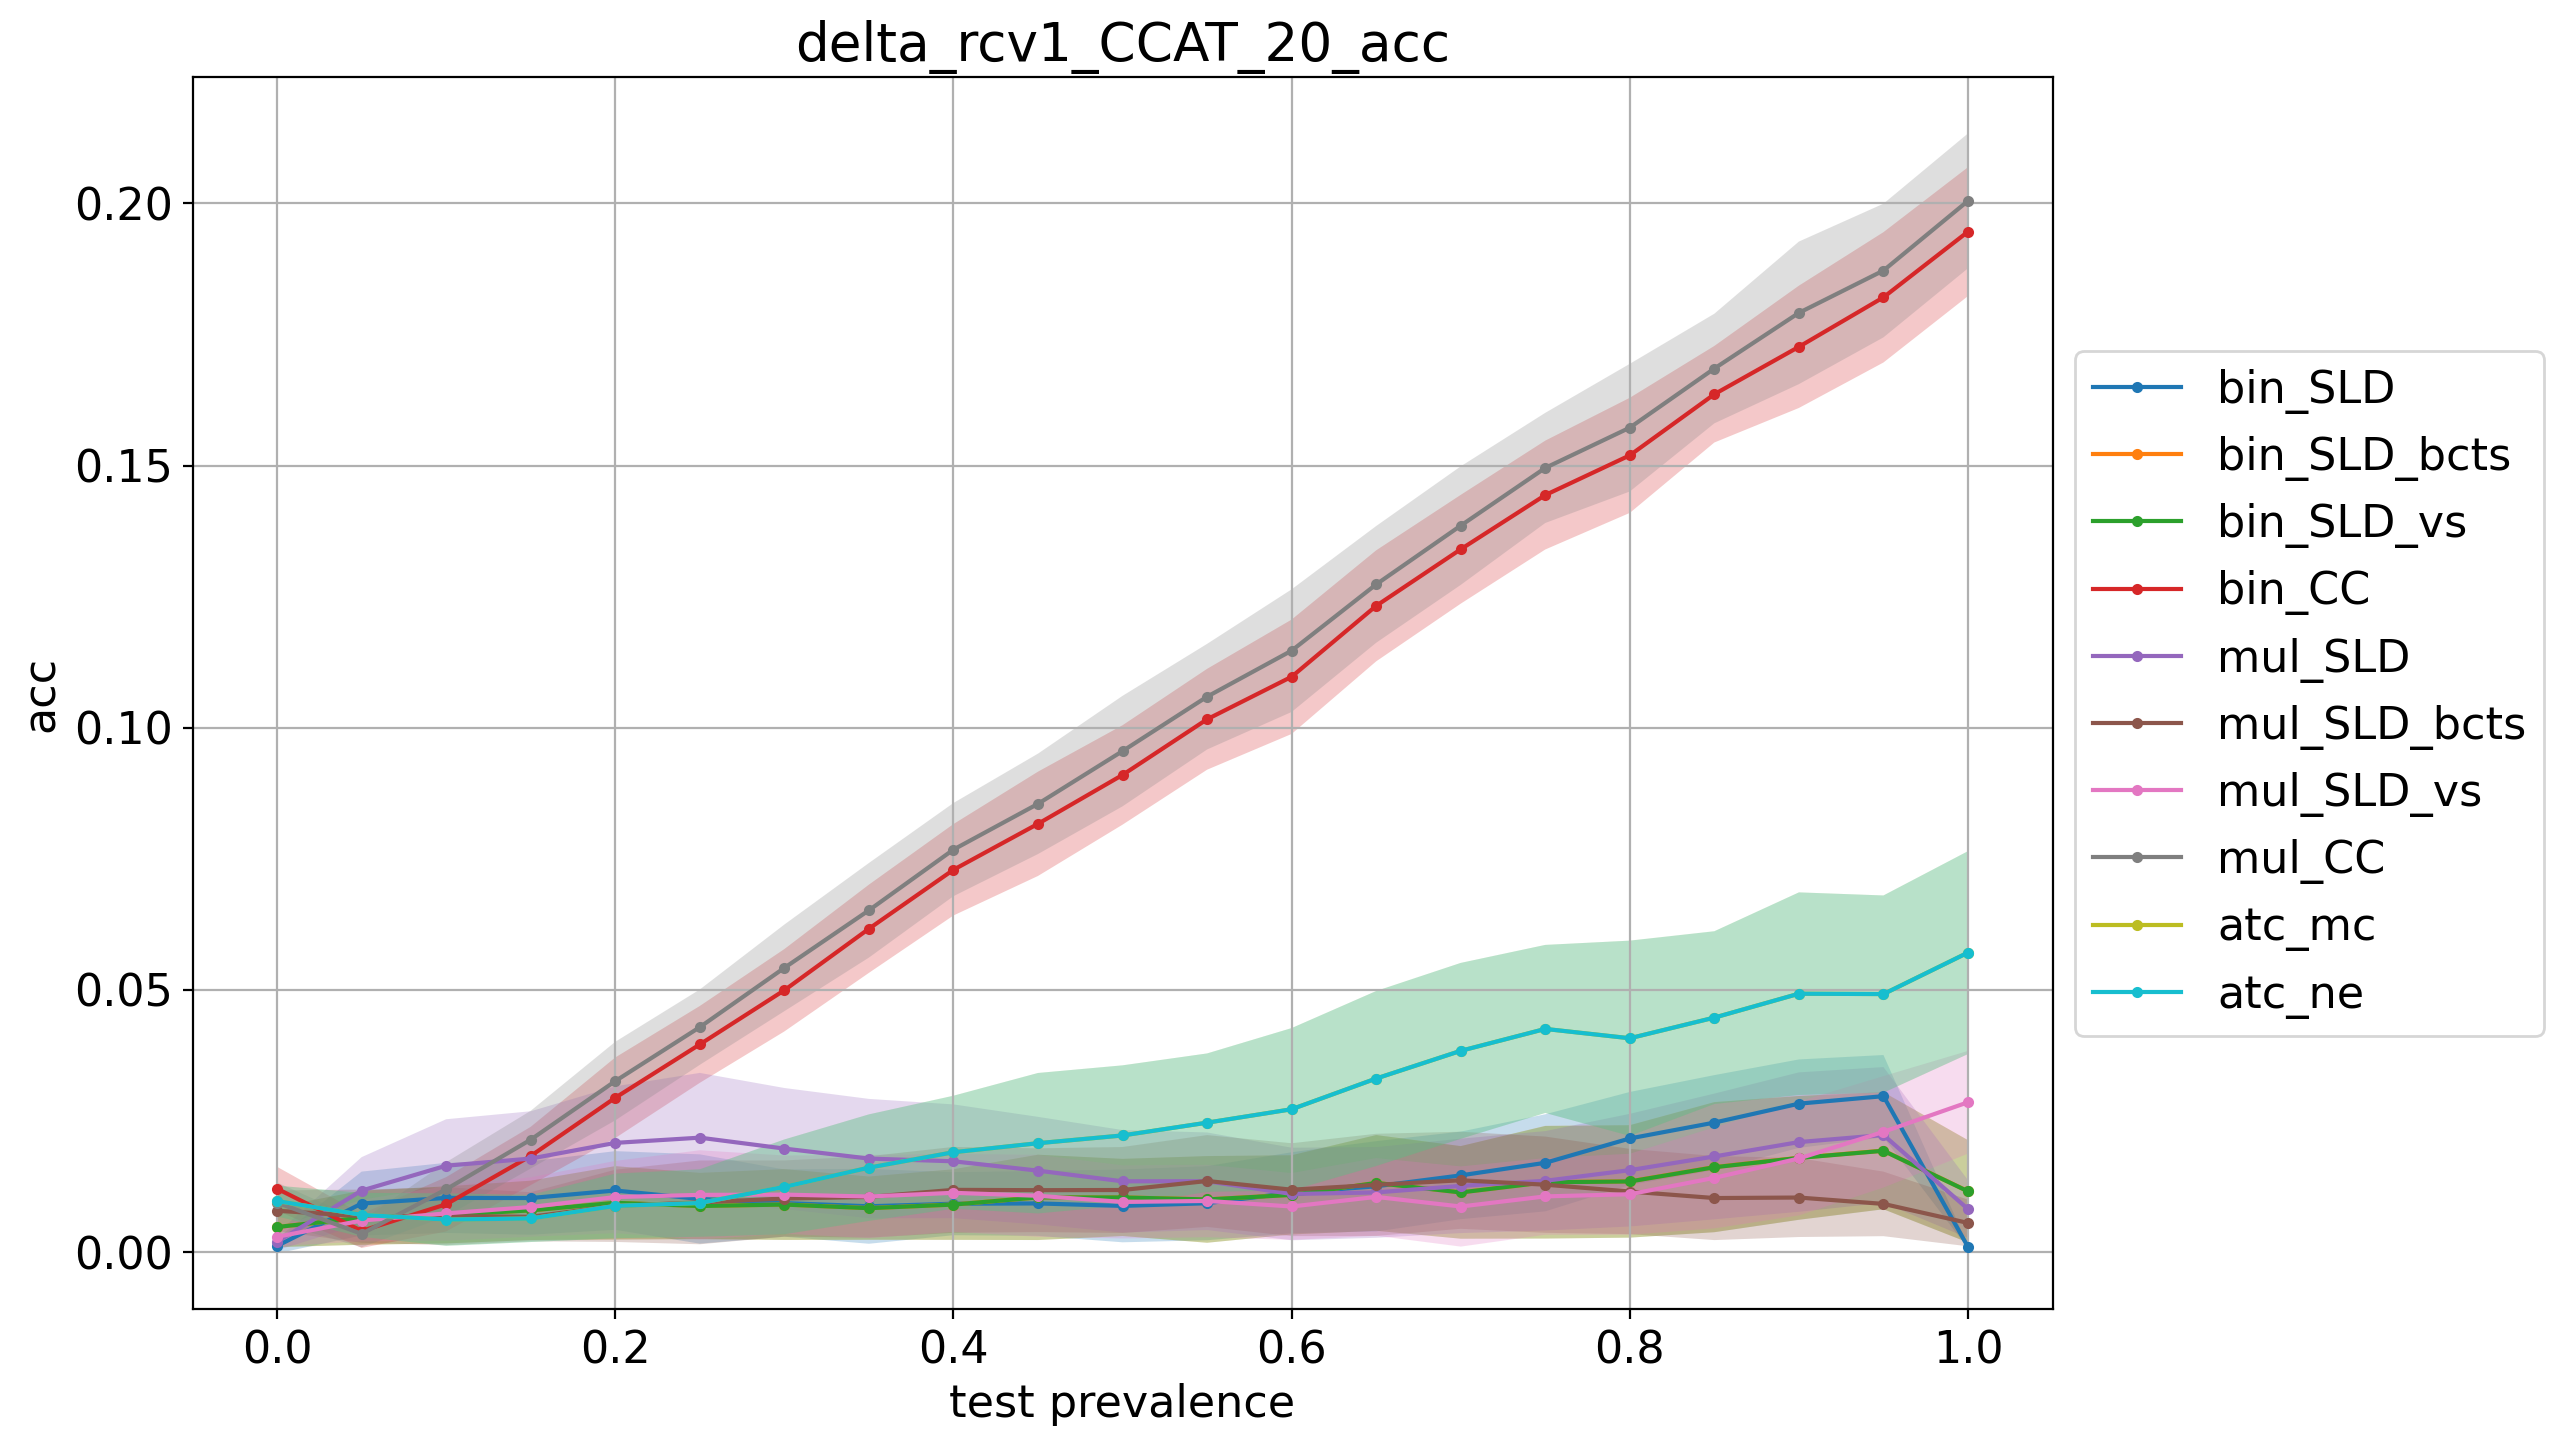 delta_rcv1_CCAT_20_acc
acc
0.20
0.15
0.10
0.05
0.00
0.0 0.2 0.4 0.6 0.8 1.0
test prevalence
bin_SLD
bin_SLD_bcts
bin_SLD_vs
bin_CC
mul_SLD
mul_SLD_bcts
mul_SLD_vs
mul_CC
atc_mc
atc_ne